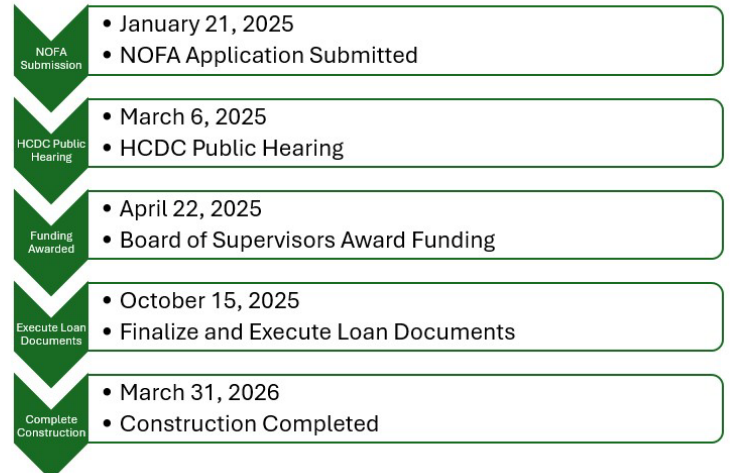 NOFA
Submission
• January 21, 2025
• NOFA Application Submitted
HCDC Public
Hearing
• March 6, 2025
• HCDC Public Hearing
Funding
Awarded
• April 22, 2025
• Board of Supervisors Award Funding
Execute Loan
Documents
• October 15, 2025
• Finalize and Execute Loan Documents
Complete
Construction
• March 31, 2026
• Construction Completed